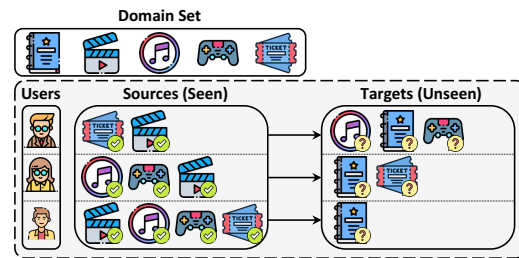 Domain Set
TICKET
Users
Sources (Seen)
Targets (Unseen)
TICKET
?
?
?
TICKET
?
?
TICKET
?